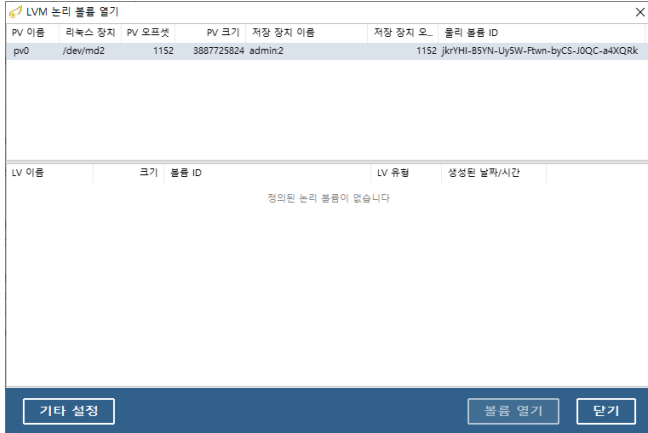 LVM 논리 볼륨 열기
PV 이름 리눅스 장치 PV 오프셋 PV 크기 저장 장치 이름 저장 장치 오... 물리 볼륨 ID
pv0 /dev/md2 1152 3887725824 admin:2 1152 jkrYHI-B5YN-Uy5W-Ftwn-byCS-J0QC-a4XQRk
LV 이름 크기 볼륨 ID LV 유형 생성된 날짜/시간
정의된 논리 볼륨이 없습니다
기타 설정 볼륨 열기 닫기